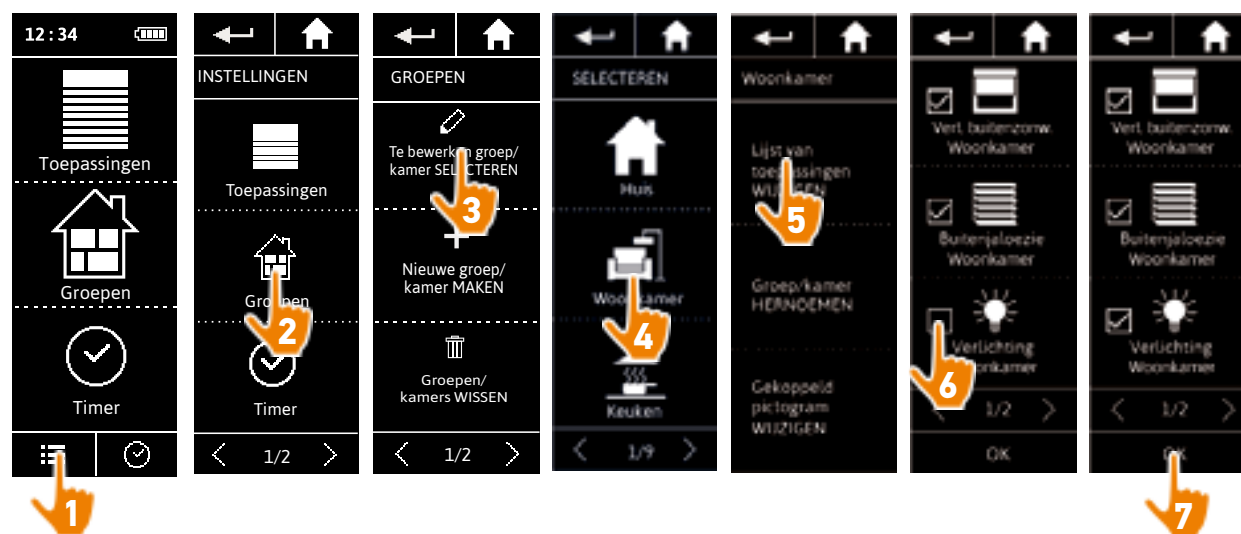 12:34
Toepassingen
Groepen
Timer
1
INSTELLINGEN
Toepassingen
Groepen
2
Timer
1/2
GROEPEN
Te bewerken groep/
kamer SELECTEREN
3
Nieuwe groep/
kamer MAKEN
Groepen/
kamers WISSEN
1/2
SELECTEREN
Huis
Woonkamer
4
Keuken
1/9
Woonkamer
Lijst van
toepassingen
WIJZIGEN
5
Groep/kamer
HERNOEMEN
Gekoppeld
pictogram
WIJZIGEN
Vert. buitenzonw.
Woonkamer
Buitenjaloezie
Woonkamer
Verlichting
Woonkamer
6
1/2
OK
Vert. buitenzonw.
Woonkamer
Buitenjaloezie
Woonkamer
Verlichting
Woonkamer
1/2
OK
7